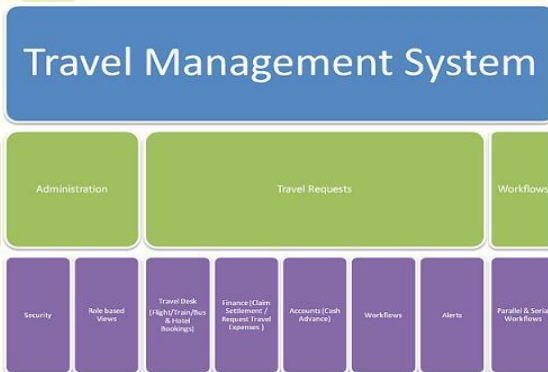 Travel Management System
Administration
Travel Requests
Workflows
Security
Role based
Views
Travel Desk
(Flight/Train/Bus
& Hotel
Bookings)
Finance (Claim
Settlement /
Request Travel
Expenses )
Accounts (Cash
Advance)
Workflows
Alerts
Parallel & Serial
Workflows